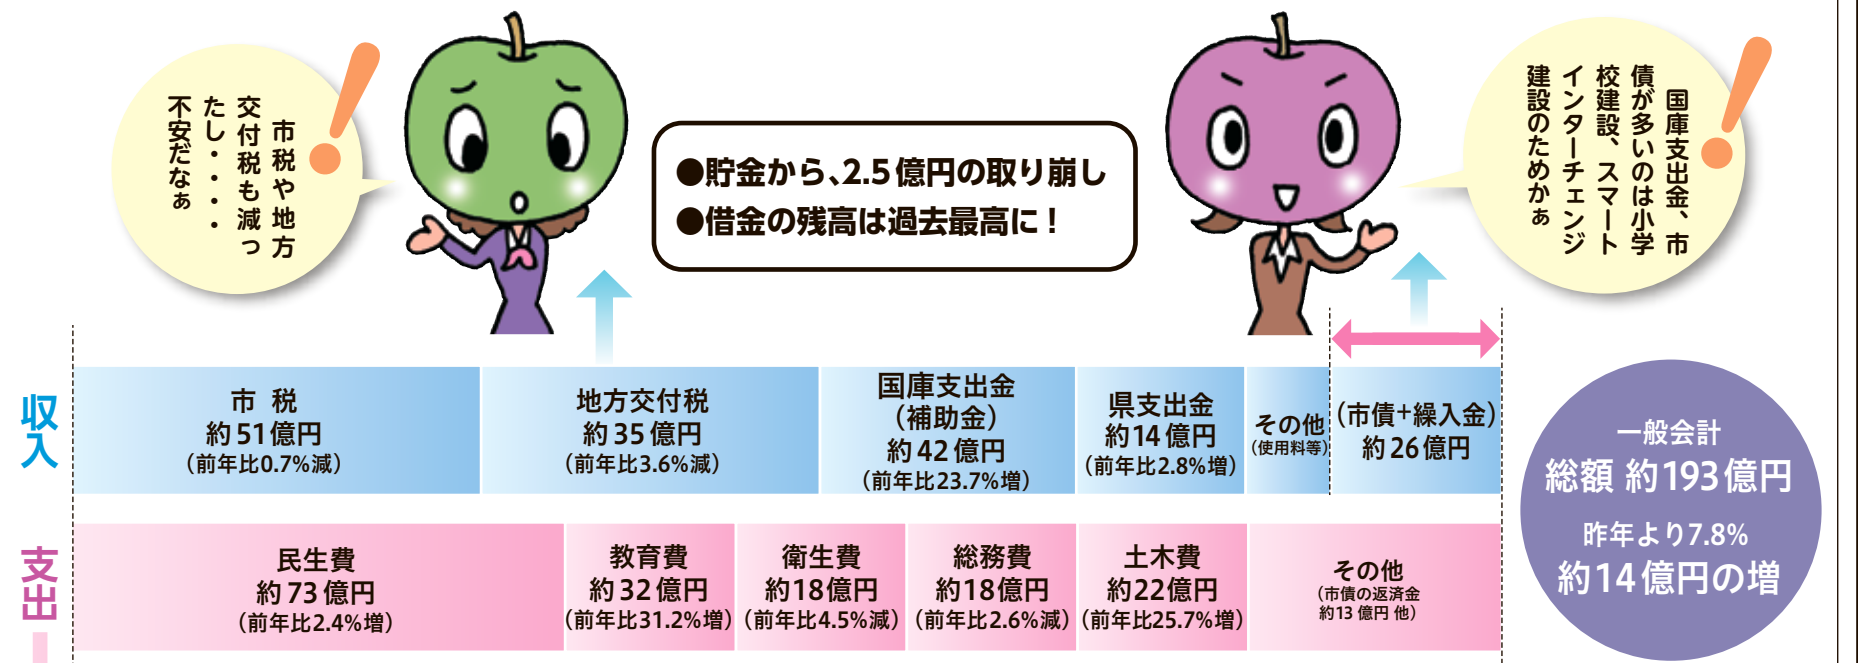 市税や地方
交付税も減っ
たし・・・・
不安だなぁ
●貯金から、2.5億円の取り崩し
●借金の残高は過去最高に！
国庫支出金、市
債が多いのは小学
校建設、スマート
インターチェンジ
建設のためかぁ
収入
市 税
約51億円
（前年比0.7%減）
地方交付税
約35億円
（前年比3.6%減）
国庫支出金
（補助金）
約42億円
（前年比23.7%増）
県支出金
約14億円
（前年比2.8%増）
その他
（使用料等）
（市債+繰入金）
約26億円
支出
民生費
約73億円
（前年比2.4%増）
教育費
約32億円
（前年比31.2%増）
衛生費
約18億円
（前年比4.5%減）
総務費
約18億円
（前年比2.6%減）
土木費
約22億円
（前年比25.7%増）
その他
（市債の返済金
約13億円 他）
一般会計
総額 約193億円
昨年より7.8%
約14億円の増